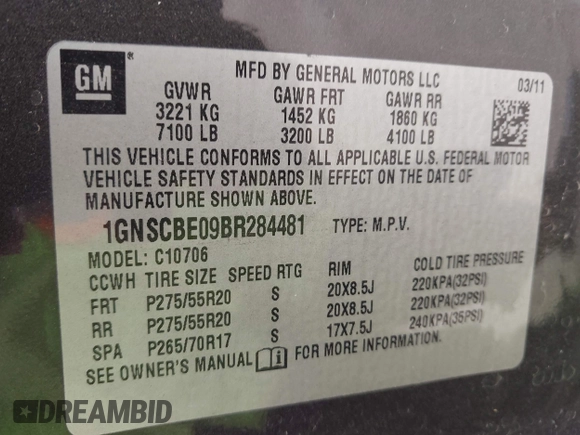 GM
MFD BY GENERAL MOTORS LLC
03/11
GVWR GAWR FRT GAWR RR
3221 KG 1452 KG 1860 KG
7100 LB 3200 LB 4100 LB
THIS VEHICLE CONFORMS TO ALL APPLICABLE U.S. FEDERAL MOTOR
VEHICLE SAFETY STANDARDS IN EFFECT ON THE DATE OF
MANUFACTURE SHOWN ABOVE.
1GNSCBE09BR284481 TYPE: M.P.V.
MODEL: C10706
CCWH TIRE SIZE SPEED RTG RIM COLD TIRE PRESSURE
FRT P275/55R20 S 20X8.5J 220KPA(32PSI)
RR P275/55R20 S 20X8.5J 220KPA(32PSI)
SPA P265/70R17 S 17X7.5J 240KPA(35PSI)
SEE OWNER'S MANUAL FOR MORE INFORMATION.
DREAMBID